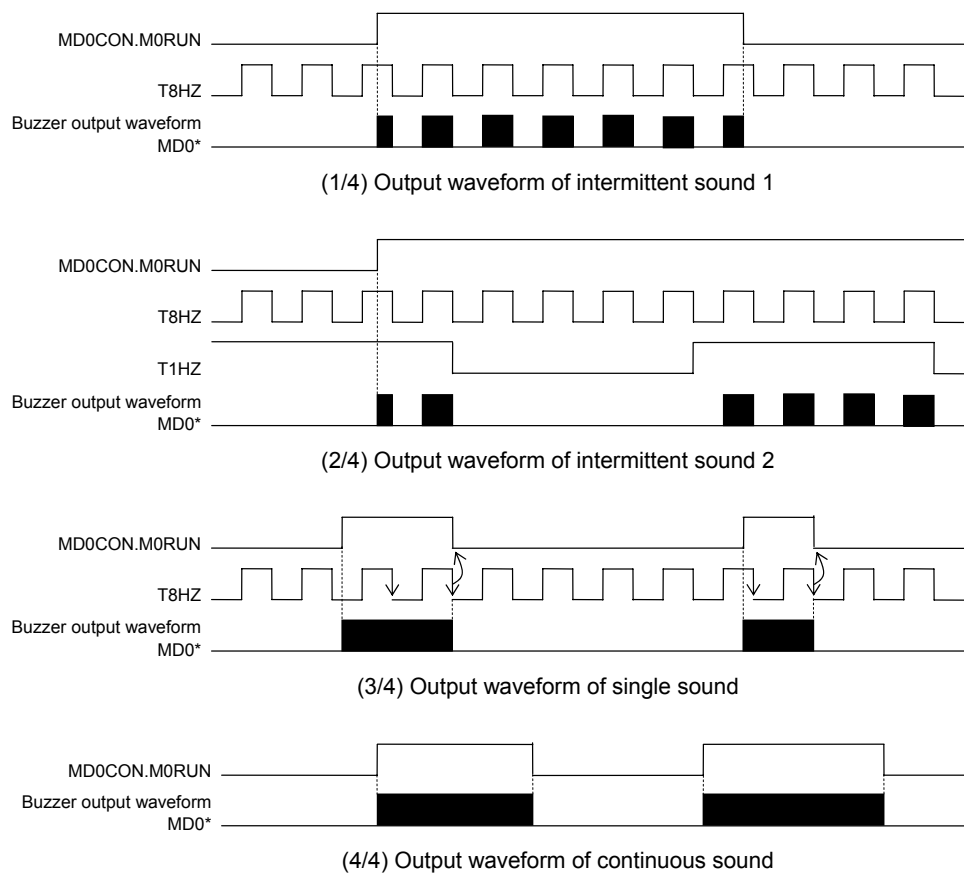 MD0CON.M0RUN
T8HZ
Buzzer output waveform
MD0*
(1/4) Output waveform of intermittent sound 1
MD0CON.M0RUN
T8HZ
T1HZ
Buzzer output waveform
MD0*
(2/4) Output waveform of intermittent sound 2
MD0CON.M0RUN
T8HZ
Buzzer output waveform
MD0*
(3/4) Output waveform of single sound
MD0CON.M0RUN
Buzzer output waveform
MD0*
(4/4) Output waveform of continuous sound